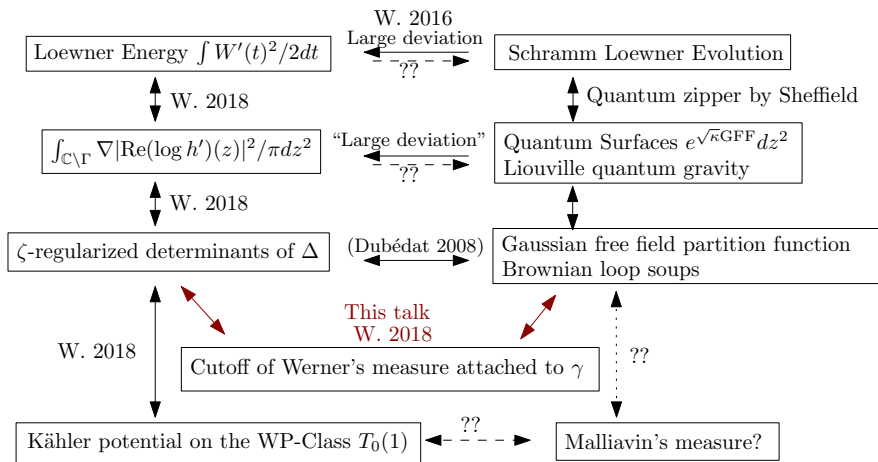 W. 2016
Loewner Energy ∫ W′(t)²/2dt
Large deviation
??
Schramm Loewner Evolution
W. 2018
Quantum zipper by Sheffield
∫_{ℂ\Γ} ∇|Re(log h′)(z)|²/πdz²
“Large deviation”
??
Quantum Surfaces e^{√κGFF}dz²
Liouville quantum gravity
W. 2018
ζ-regularized determinants of Δ
(Dubédat 2008)
Gaussian free field partition function
Brownian loop soups
This talk
W. 2018
W. 2018
Cutoff of Werner’s measure attached to γ
??
Kähler potential on the WP-Class T₀(1)
??
Malliavin’s measure?